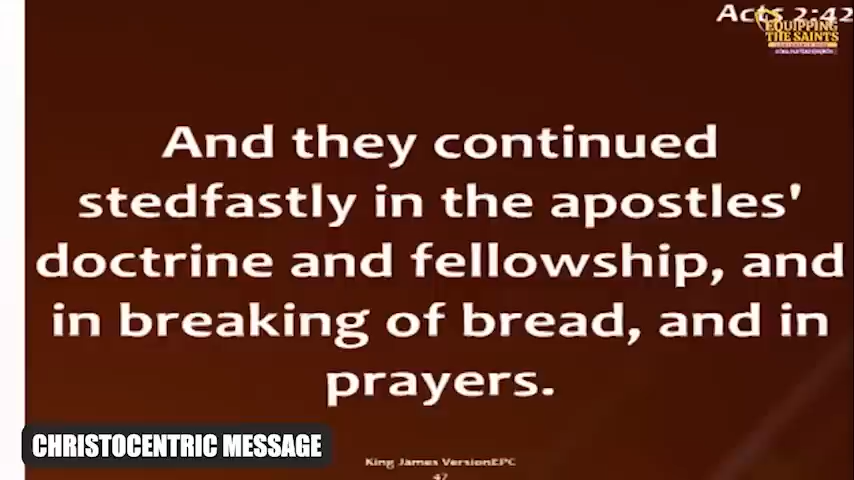 Acts 2:42
EQUIPPING
THE SAINTS
And they continued
stedfastly in the apostles'
doctrine and fellowship, and
in breaking of bread, and in
prayers.
CHRISTOCENTRIC MESSAGE
King James VersionEPC
47